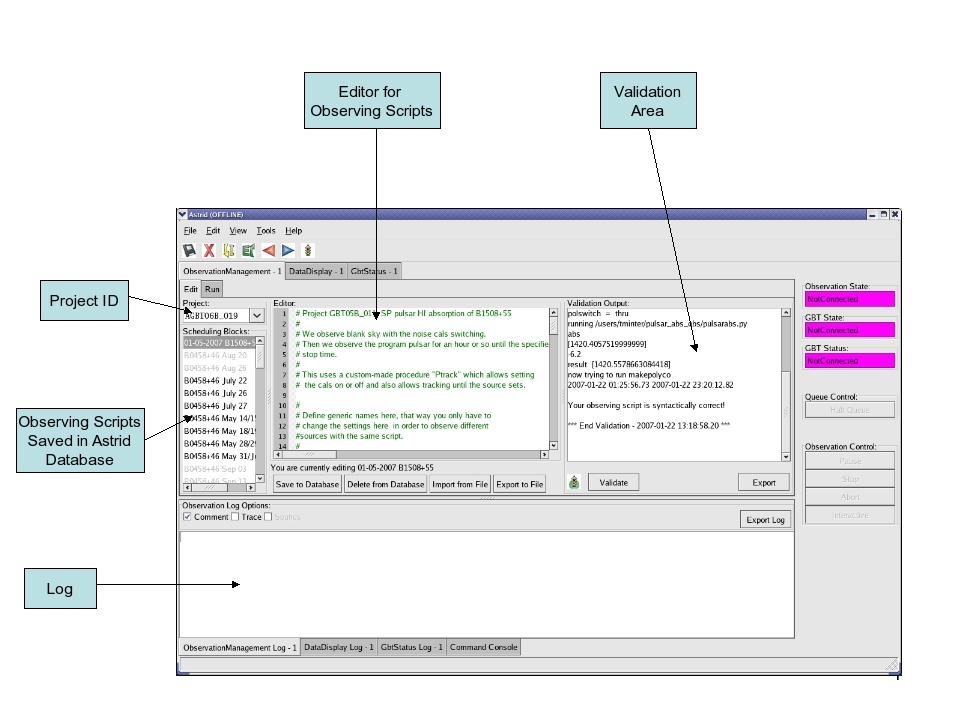 Editor for
Observing Scripts
Validation
Area
Project ID
Observing Scripts
Saved in Astrid
Database
Log
Astrid (OFFLINE)
File Edit View Tools Help
ObservationManagement - 1 DataDisplay - 1 GbtStatus - 1
Edit Run
Project:
AGBT06B_019
Scheduling Blocks:
01-05-2007 B1508+5
B0458+46 Aug 20
B0458+46 Aug 26
B0458+46 July 22
B0458+46 July 26
B0458+46 July 27
B0458+46 May 14/1
B0458+46 May 18/1
B0458+46 May 28/2
B0458+46 May 31/J
B0458+46 Sep 03
B0458+46 Sep 13
Editor:
1 # Project GBT05B_01 SP pulsar HI absorption of B1508+55
2 #
3 # We observe blank sky with the noise cals switching.
4 # Then we observe the program pulsar for an hour or so until the specifie
5 # stop time.
6 #
7 # This uses a custom-made procedure "Ptrack" which allows setting
8 # the cals on or off and also allows tracking until the source sets.
9
10 #
11 # Define generic names here, that way you only have to
12 # change the settings here in order to observe different
13 #sources with the same script.
14 #
You are currently editing 01-05-2007 B1508+55
Save to Database Delete from Database Import from File Export to File
Validation Output:
polswitch = thru
running /users/tminter/pulsar_abs_obs/pulsarabs.py
abs
[1420.4057519999999]
-6.2
result [1420.5578663084418]
now trying to run makepolyco
2007-01-22 01:25:56.73 2007-01-22 23:20:12.82
Your observing script is syntactically correct!
*** End Validation - 2007-01-22 13:18:58.20 ***
Validate Export
Observation State:
NotConnected
GBT State:
NotConnected
GBT Status:
NotConnected
Queue Control:
Halt Queue
Observation Control:
Pause
Stop
Abort
Interactive
Observation Log Options:
Comment Trace Sounds
Export Log
ObservationManagement Log - 1 DataDisplay Log - 1 GbtStatus Log - 1 Command Console